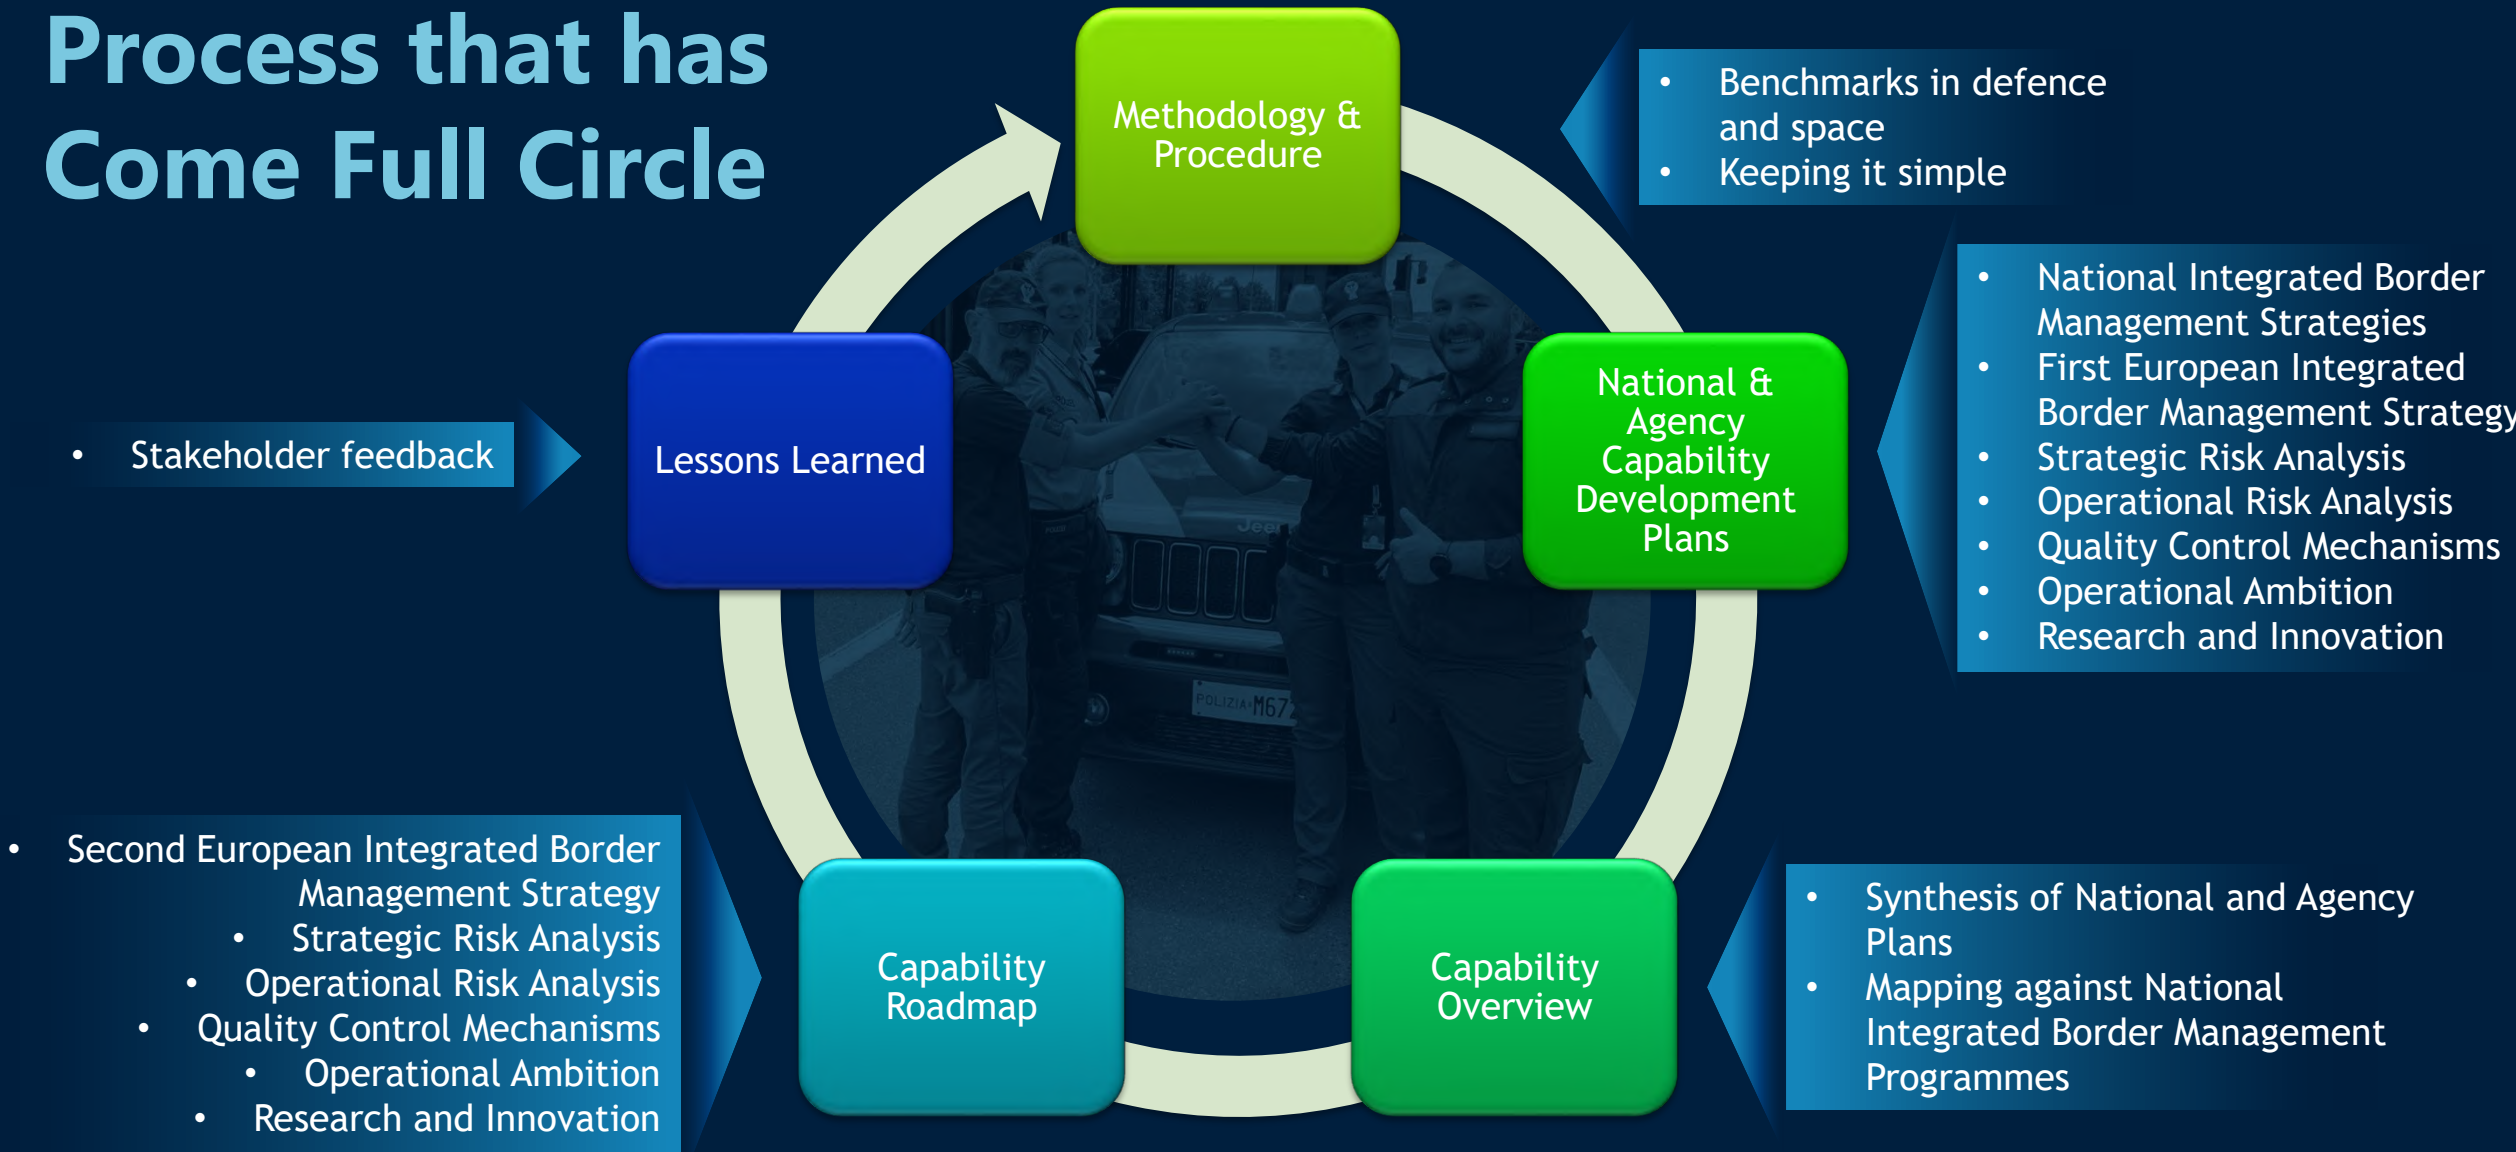 Process that has
Come Full Circle
Methodology &
Procedure
• Benchmarks in defence
and space
• Keeping it simple
National &
Agency
Capability
Development
Plans
• National Integrated Border
Management Strategies
• First European Integrated
Border Management Strategy
• Strategic Risk Analysis
• Operational Risk Analysis
• Quality Control Mechanisms
• Operational Ambition
• Research and Innovation
Capability
Overview
• Synthesis of National and Agency
Plans
• Mapping against National
Integrated Border Management
Programmes
Capability
Roadmap
• Second European Integrated Border
Management Strategy
• Strategic Risk Analysis
• Operational Risk Analysis
• Quality Control Mechanisms
• Operational Ambition
• Research and Innovation
Lessons Learned
• Stakeholder feedback
Jeep
POLIZIA M67